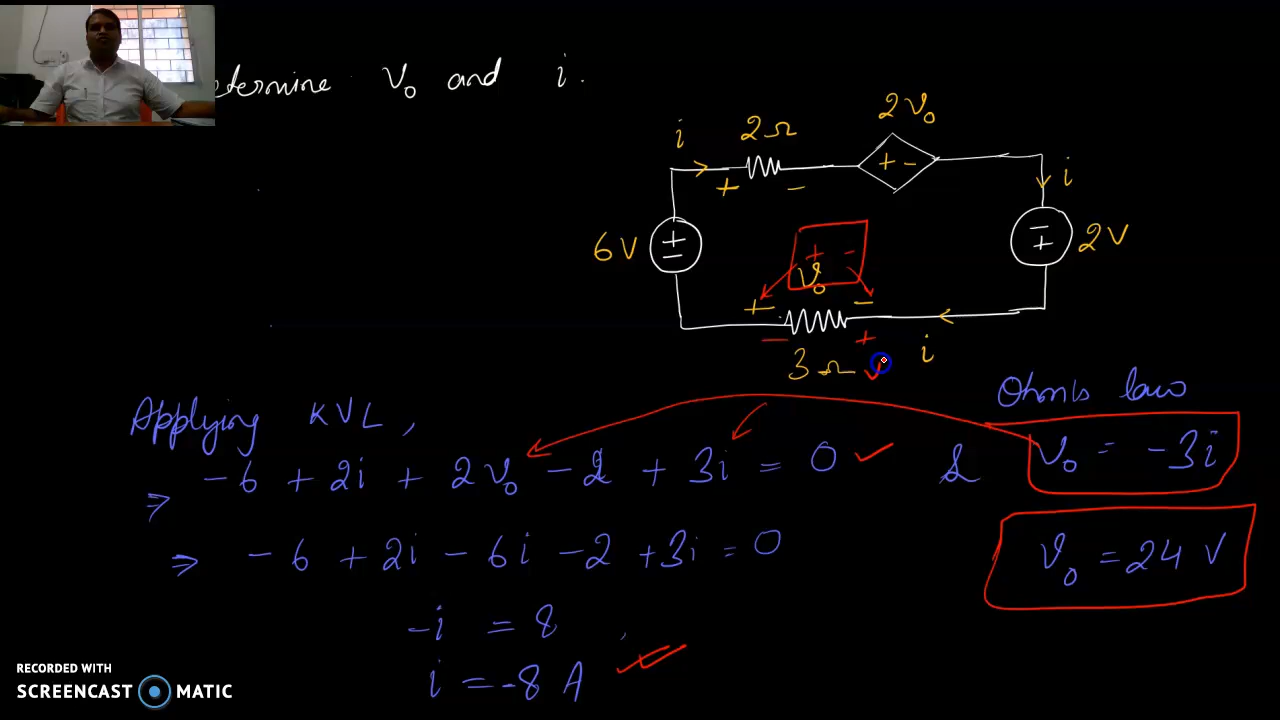 etermine V₀ and i.
2V₀
i 2Ω
+ - + - i
6V + - - + 2V
+ -
V₀
+ -
- +
3Ω i
Ohm's law
Applying KVL,
⇒ -6 + 2i + 2V₀ - 2 + 3i = 0 & V₀ = -3i
⇒ -6 + 2i - 6i - 2 + 3i = 0 V₀ = 24 V
-i = 8
i = -8 A
RECORDED WITH
SCREENCAST MATIC